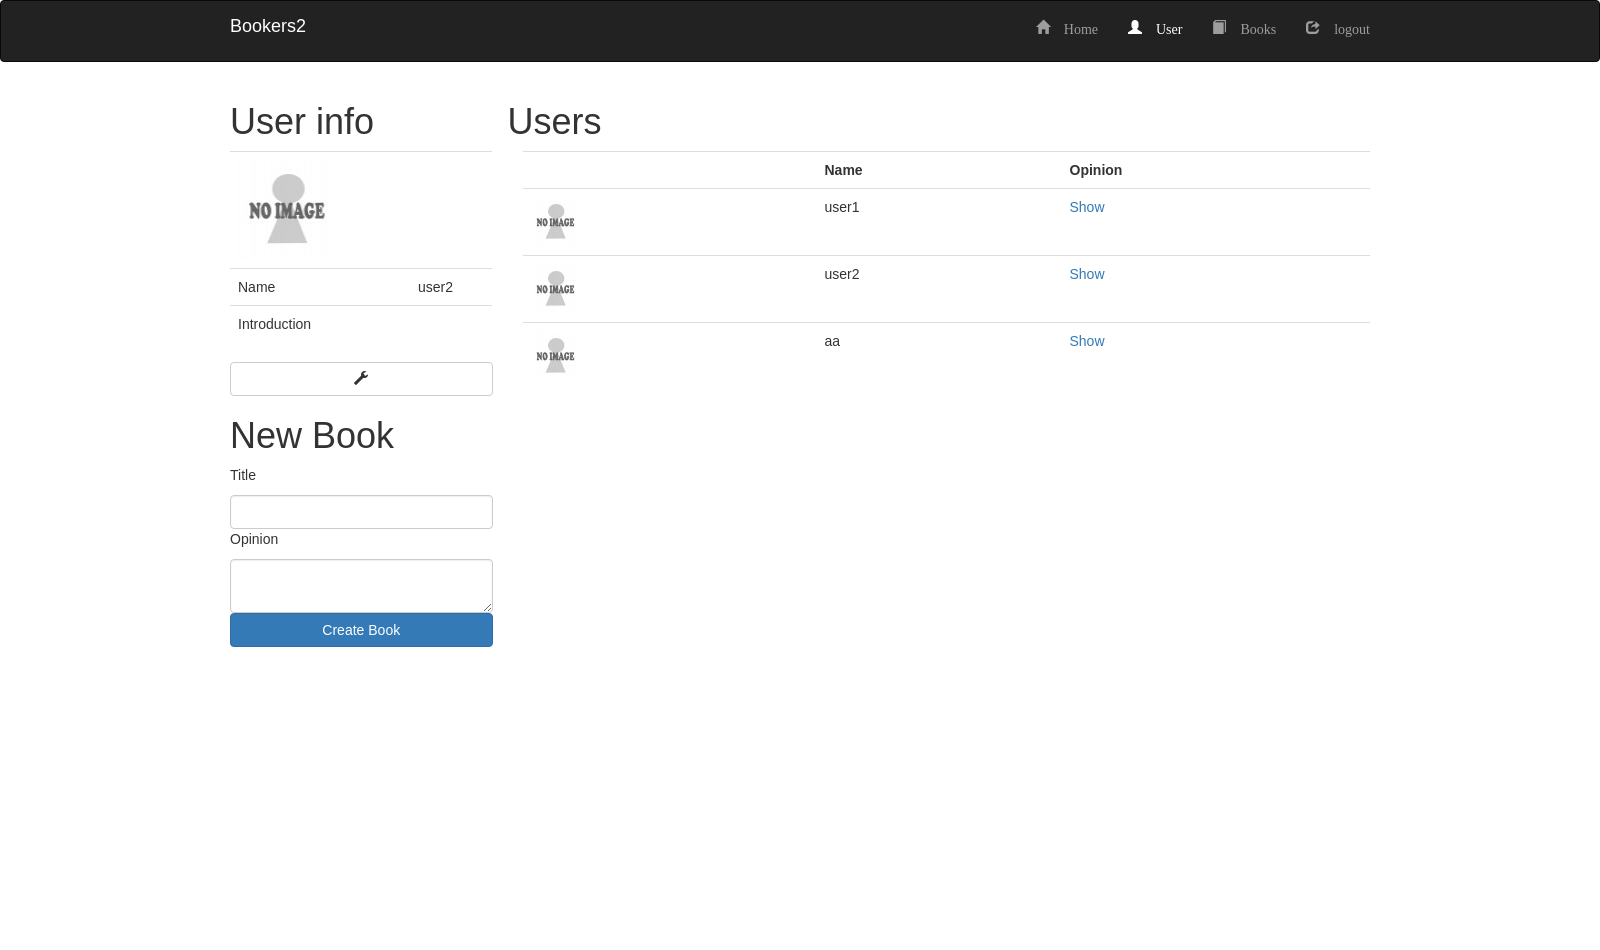 Bookers2
Home
User
Books
logout
User info
NO IMAGE
Name user2
Introduction
New Book
Title
Opinion
Create Book
Users
Name Opinion
NO IMAGE user1 Show
NO IMAGE user2 Show
NO IMAGE aa Show